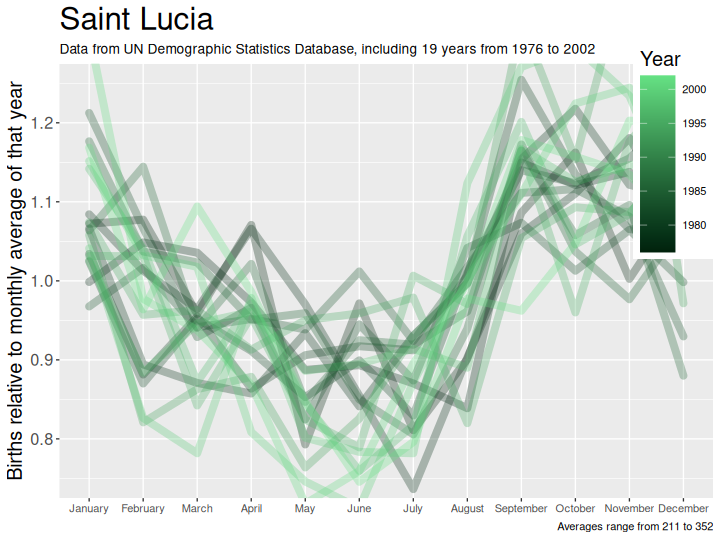 Saint Lucia
Data from UN Demographic Statistics Database, including 19 years from 1976 to 2002
Births relative to monthly average of that year
1.2
1.1
1.0
0.9
0.8
Year
2000
1995
1990
1985
1980
January February March April May June July August September October November December
Averages range from 211 to 352